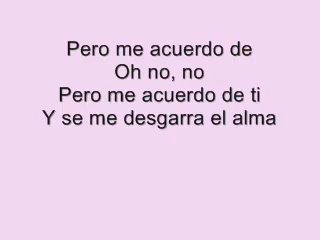 Pero me acuerdo de
Oh no, no
Pero me acuerdo de ti
Y se me desgarra el alma